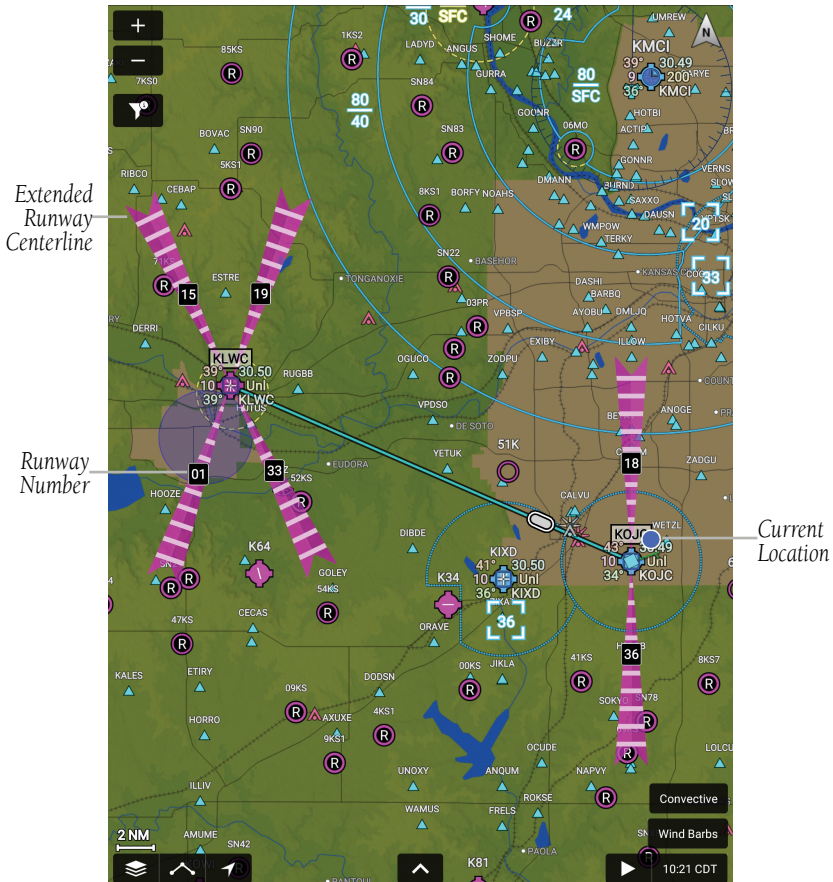 30
SFC
24
UMREW
N
85KS
1KS2
LADYD
ANGUS
SHOME
BUZZR
KMCI
39° 30.49
9 200
36° KMCI
GURRA
7KS0
SN84
80
40
80
SFC
GOONR
HOTBI
BOVAC
SN90
SN83
06MO
GONNR
VERNS
5KS1
RIBCO
CEBAP
8KS1
BORFY
NOAHS
DMANN
SAXXO
DAUSN
Extended
Runway
Centerline
WMPOW
TERKY
20
SN22
BASEHOR
ESTRE
TONGANOXIE
33
15
19
DASHI
BARBQ
03PR
AYOBU
DMLJQ
HOTVA
CILKU
VPBSP
DERRI
EXIBY
ILLOW
KLWC
39° 30.50
10 Unl
39° KLWC
RUGBB
OGUCO
ZODPU
VPDSO
DE SOTO
ANOGE
YETUK
51K
ZADGU
18
Runway
Number
01
33
EUDORA
52KS
HOOZE
CALVU
WETZL
KOJC
43° 30.49
10 Unl
34° KOJC
Current
Location
DIBDE
KIXD
41° 30.50
10 Unl
36° KIXD
K64
K34
GOLEY
54KS
36
47KS
CECAS
ORAVE
36
KALES
ETIRY
DODSN
00KS
JIKLA
41KS
8KS7
09KS
SN78
HORRO
AXUXE
4KS1
9KS1
OCUDE
ILLIV
UNOXY
ANQUM
NAPVY
Convective
WAMUS
FRELS
ROKSE
2 NM
AMUME
SN42
PAOLA
Wind Barbs
K81
10:21 CDT